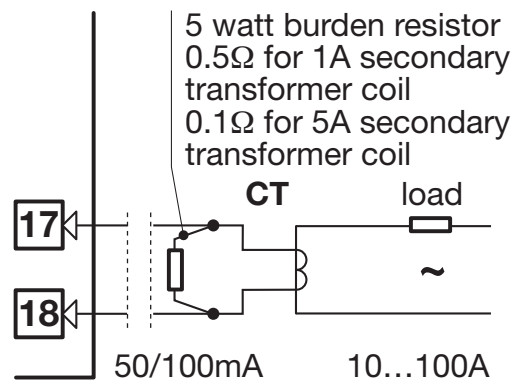 5 watt burden resistor
0.5Ω for 1A secondary
transformer coil
0.1Ω for 5A secondary
transformer coil
CT
load
17
~
18
50/100mA
10...100A